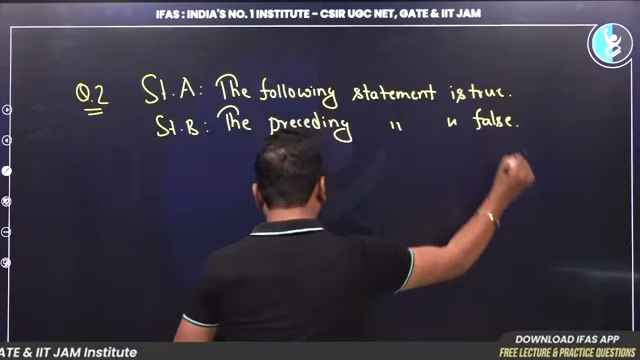 IFAS : INDIA'S NO. 1 INSTITUTE – CSIR UGC NET, GATE & IIT JAM
Q.2 St.A: The following statement is true.
St.B: The preceding " " false.
DOWNLOAD IFAS APP
GATE & IIT JAM Institute
FREE LECTURE & PRACTICE QUESTIONS